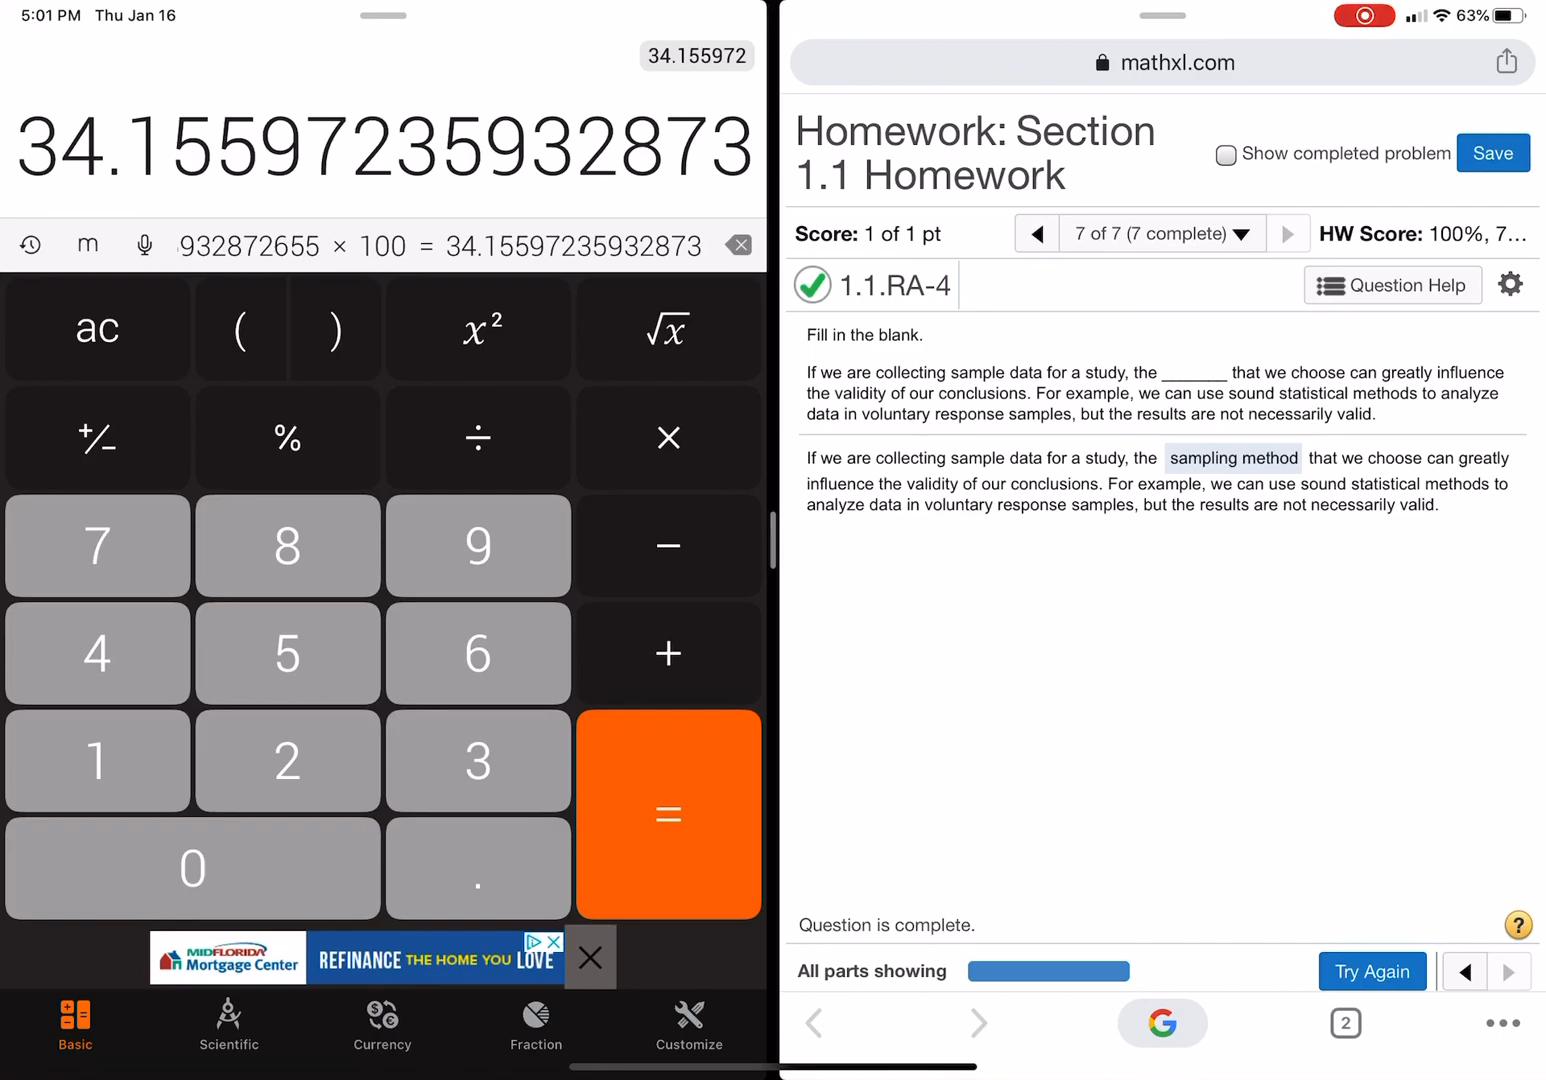 5:01 PM Thu Jan 16
34.155972
34.15597235932873
m 932872655 × 100 = 34.15597235932873
ac ( ) x² √x
+/− % ÷ ×
7 8 9 −
4 5 6 +
1 2 3 =
0 .
MIDFLORIDA
Mortgage Center
REFINANCE THE HOME YOU LOVE
Basic Scientific Currency Fraction Customize
63%
mathxl.com
Homework: Section
1.1 Homework
Show completed problem Save
Score: 1 of 1 pt 7 of 7 (7 complete) HW Score: 100%, 7...
1.1.RA-4 Question Help
Fill in the blank.
If we are collecting sample data for a study, the _______ that we choose can greatly influence
the validity of our conclusions. For example, we can use sound statistical methods to analyze
data in voluntary response samples, but the results are not necessarily valid.
If we are collecting sample data for a study, the sampling method that we choose can greatly
influence the validity of our conclusions. For example, we can use sound statistical methods to
analyze data in voluntary response samples, but the results are not necessarily valid.
Question is complete. ?
All parts showing Try Again
G 2